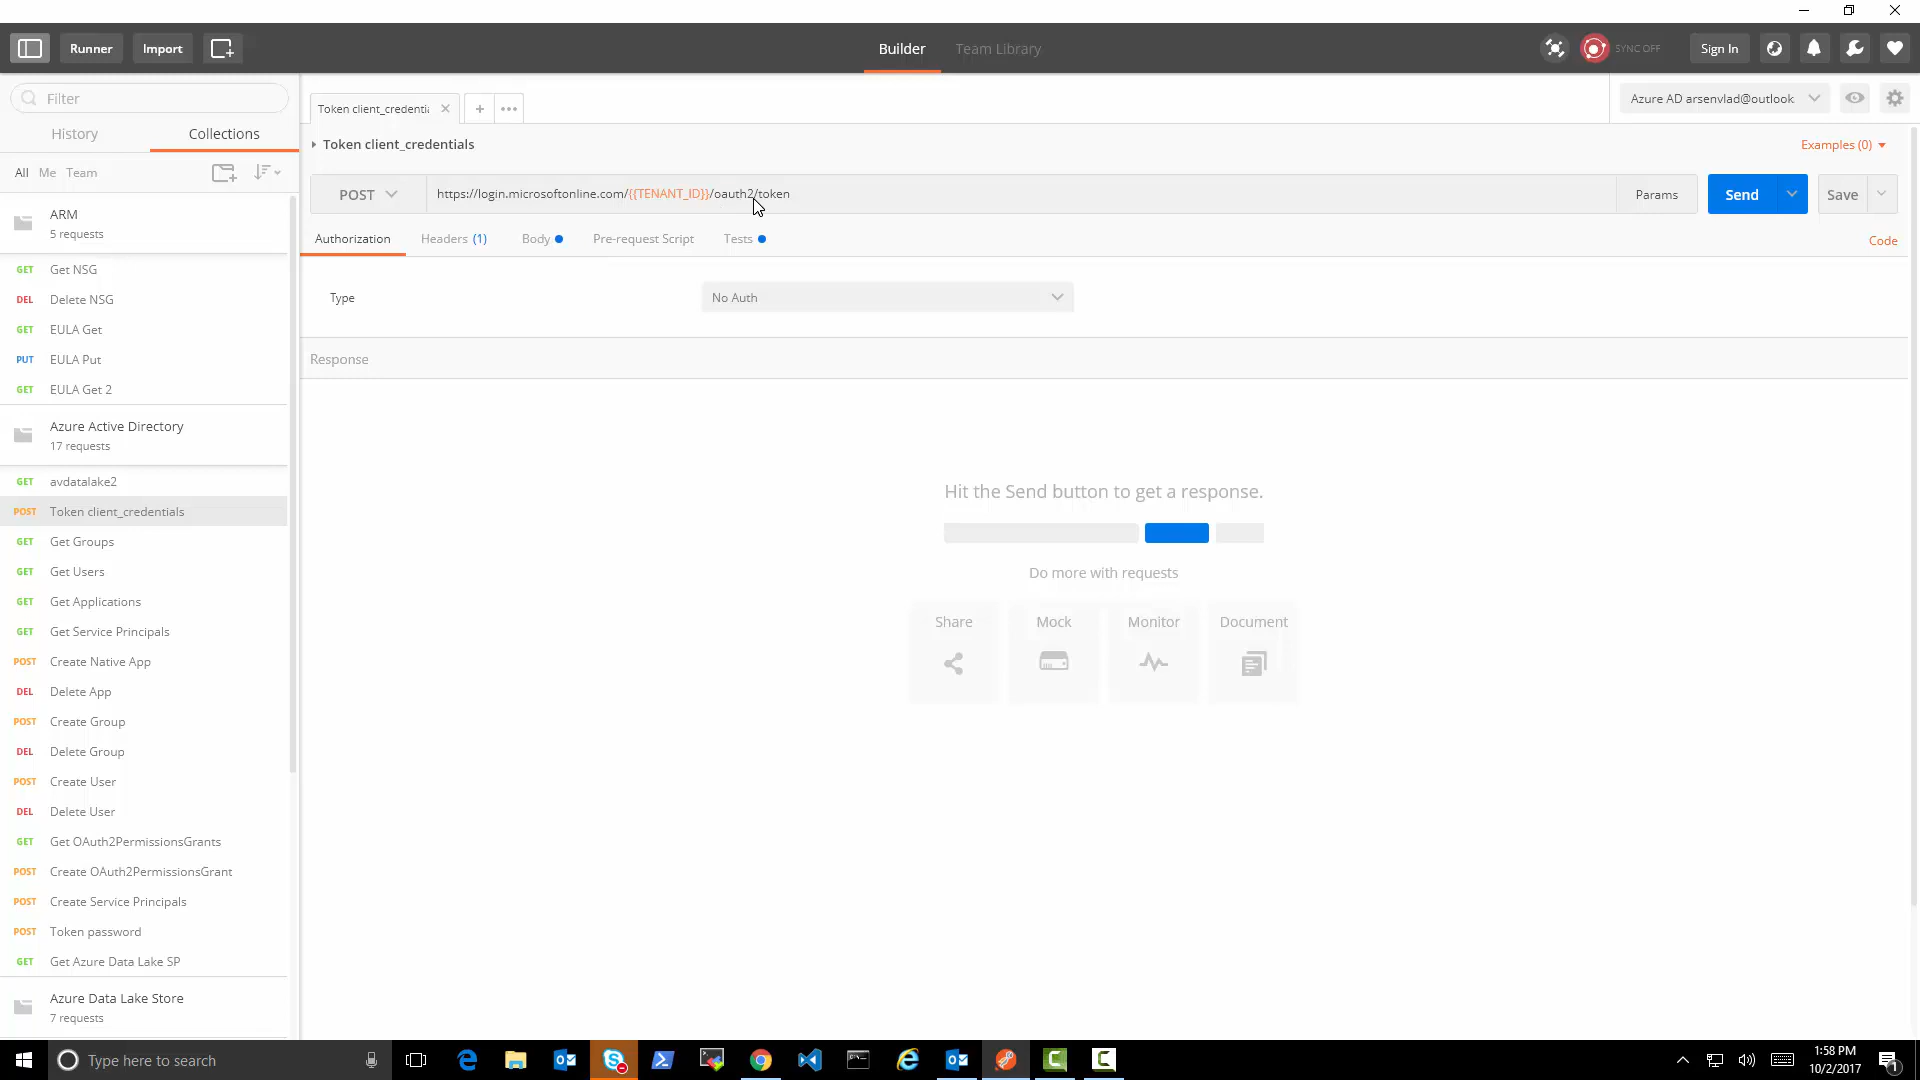 Runner
Import
Builder
Team Library
SYNC OFF
Sign In
Filter
History
Collections
All Me Team
ARM
5 requests
GET Get NSG
DEL Delete NSG
GET EULA Get
PUT EULA Put
GET EULA Get 2
Azure Active Directory
17 requests
GET avdatalake2
POST Token client_credentials
GET Get Groups
GET Get Users
GET Get Applications
GET Get Service Principals
POST Create Native App
DEL Delete App
POST Create Group
DEL Delete Group
POST Create User
DEL Delete User
GET Get OAuth2PermissionsGrants
POST Create OAuth2PermissionsGrant
POST Create Service Principals
POST Token password
GET Get Azure Data Lake SP
Azure Data Lake Store
7 requests
Token client_credentia
Azure AD arsenvlad@outlook
Token client_credentials
Examples (0)
POST
https://login.microsoftonline.com/{{TENANT_ID}}/oauth2/token
Params
Send
Save
Authorization
Headers (1)
Body
Pre-request Script
Tests
Code
Type
No Auth
Response
Hit the Send button to get a response.
Do more with requests
Share
Mock
Monitor
Document
Type here to search
1:58 PM
10/2/2017
1